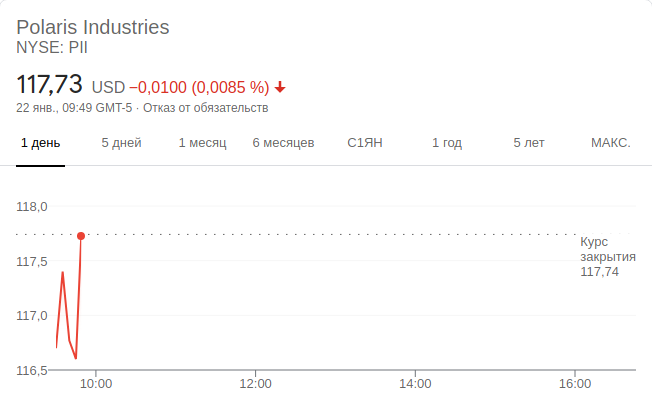 Polaris Industries
NYSE: PII
117,73 USD −0,0100 (0,0085 %)
22 янв., 09:49 GMT-5 · Отказ от обязательств
1 день 5 дней 1 месяц 6 месяцев С1ЯН 1 год 5 лет МАКС.
118,0
Курс
закрытия
117,74
117,5
117,0
116,5
10:00 12:00 14:00 16:00